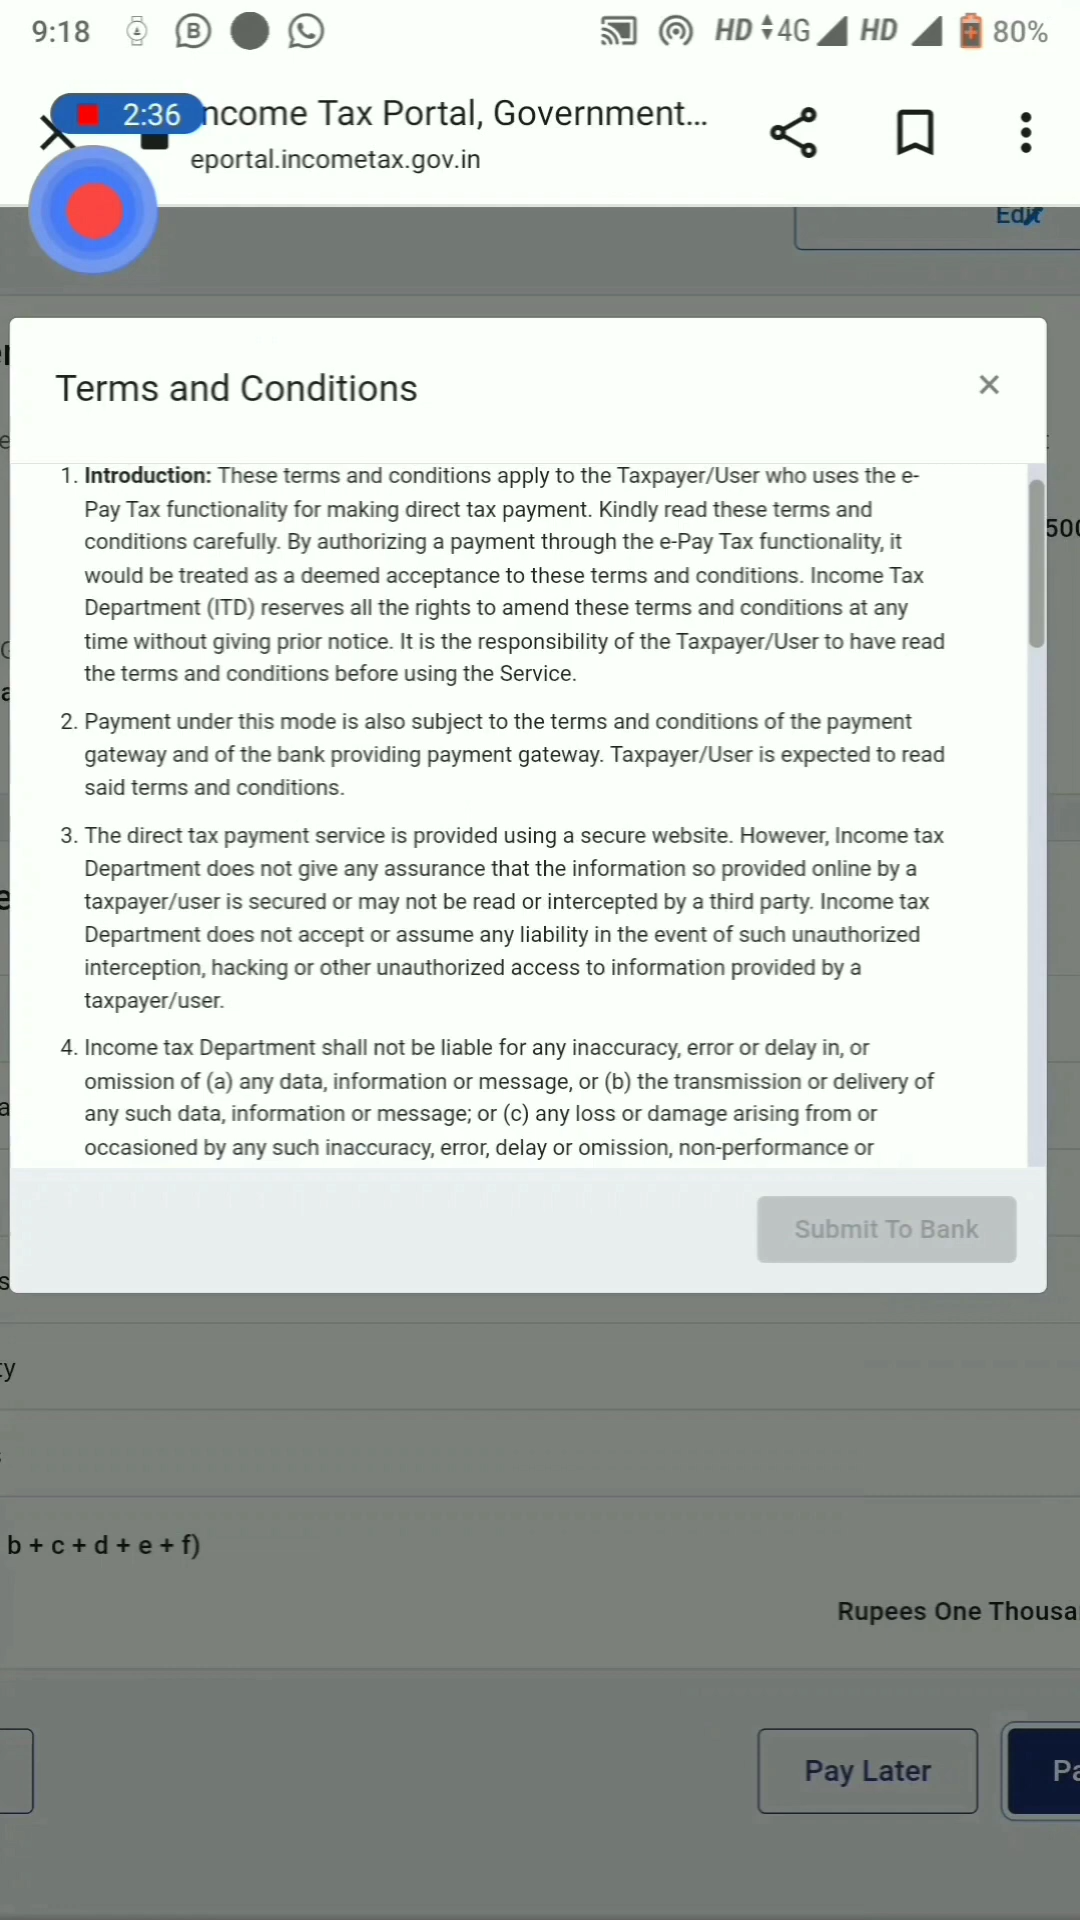 9:18
HD 4G HD 80%
2:36
ncome Tax Portal, Government...
eportal.incometax.gov.in
Edit
Terms and Conditions
1. Introduction: These terms and conditions apply to the Taxpayer/User who uses the e-
Pay Tax functionality for making direct tax payment. Kindly read these terms and
conditions carefully. By authorizing a payment through the e-Pay Tax functionality, it
would be treated as a deemed acceptance to these terms and conditions. Income Tax
Department (ITD) reserves all the rights to amend these terms and conditions at any
time without giving prior notice. It is the responsibility of the Taxpayer/User to have read
the terms and conditions before using the Service.
2. Payment under this mode is also subject to the terms and conditions of the payment
gateway and of the bank providing payment gateway. Taxpayer/User is expected to read
said terms and conditions.
3. The direct tax payment service is provided using a secure website. However, Income tax
Department does not give any assurance that the information so provided online by a
taxpayer/user is secured or may not be read or intercepted by a third party. Income tax
Department does not accept or assume any liability in the event of such unauthorized
interception, hacking or other unauthorized access to information provided by a
taxpayer/user.
4. Income tax Department shall not be liable for any inaccuracy, error or delay in, or
omission of (a) any data, information or message, or (b) the transmission or delivery of
any such data, information or message; or (c) any loss or damage arising from or
occasioned by any such inaccuracy, error, delay or omission, non-performance or
Submit To Bank
b + c + d + e + f)
Rupees One Thousa
Pay Later